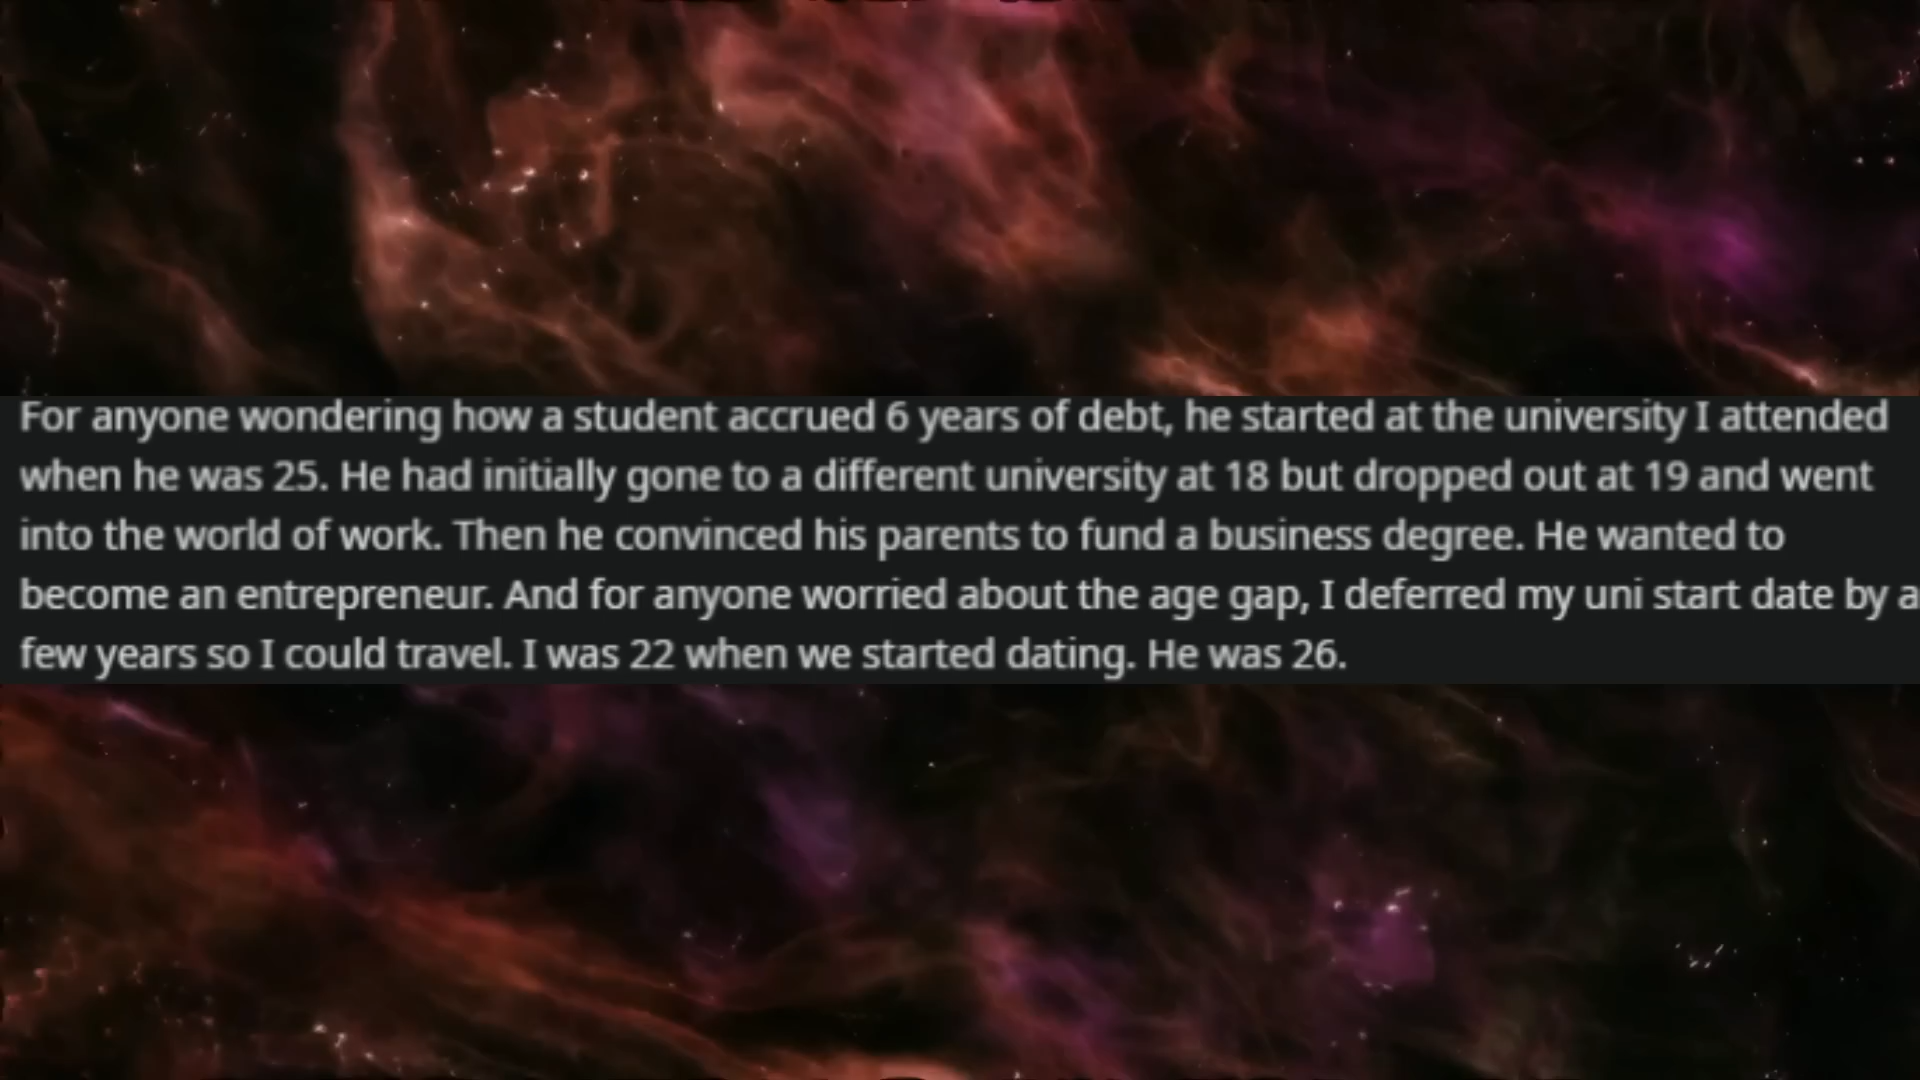 For anyone wondering how a student accrued 6 years of debt, he started at the university I attended
when he was 25. He had initially gone to a different university at 18 but dropped out at 19 and went
into the world of work. Then he convinced his parents to fund a business degree. He wanted to
become an entrepreneur. And for anyone worried about the age gap, I deferred my uni start date by a
few years so I could travel. I was 22 when we started dating. He was 26.